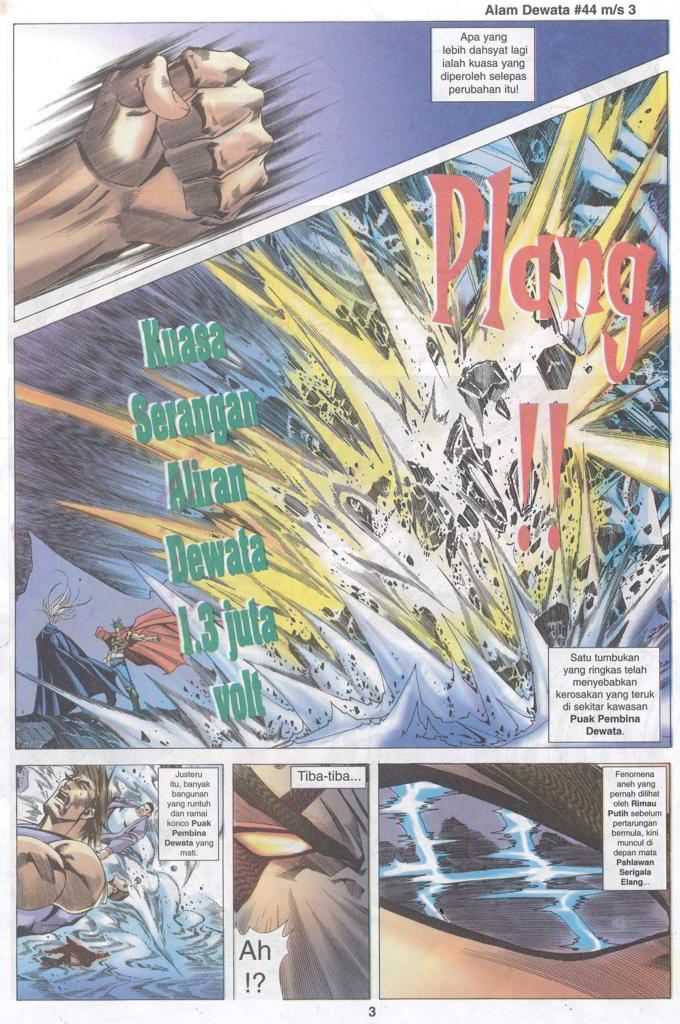 Alam Dewata #44 m/s 3
Apa yang
lebih dahsyat lagi
ialah kuasa yang
diperoleh selepas
perubahan itu!
Plang
!!
Kuasa
Serangan
Aliran
Dewata
1.3 juta
volt
Satu tumbukan
yang ringkas telah
menyebabkan
kerosakan yang teruk
di sekitar kawasan
Puak Pembina
Dewata.
Justeru
itu, banyak
bangunan
yang runtuh
dan ramai
konco Puak
Pembina
Dewata yang
mati.
Tiba-tiba...
Ah
!?
Fenomena
aneh yang
pernah dilihat
oleh Rimau
Putih sebelum
pertarungan
bermula, kini
muncul di
depan mata
Pahlawan
Serigala
Elang...
3